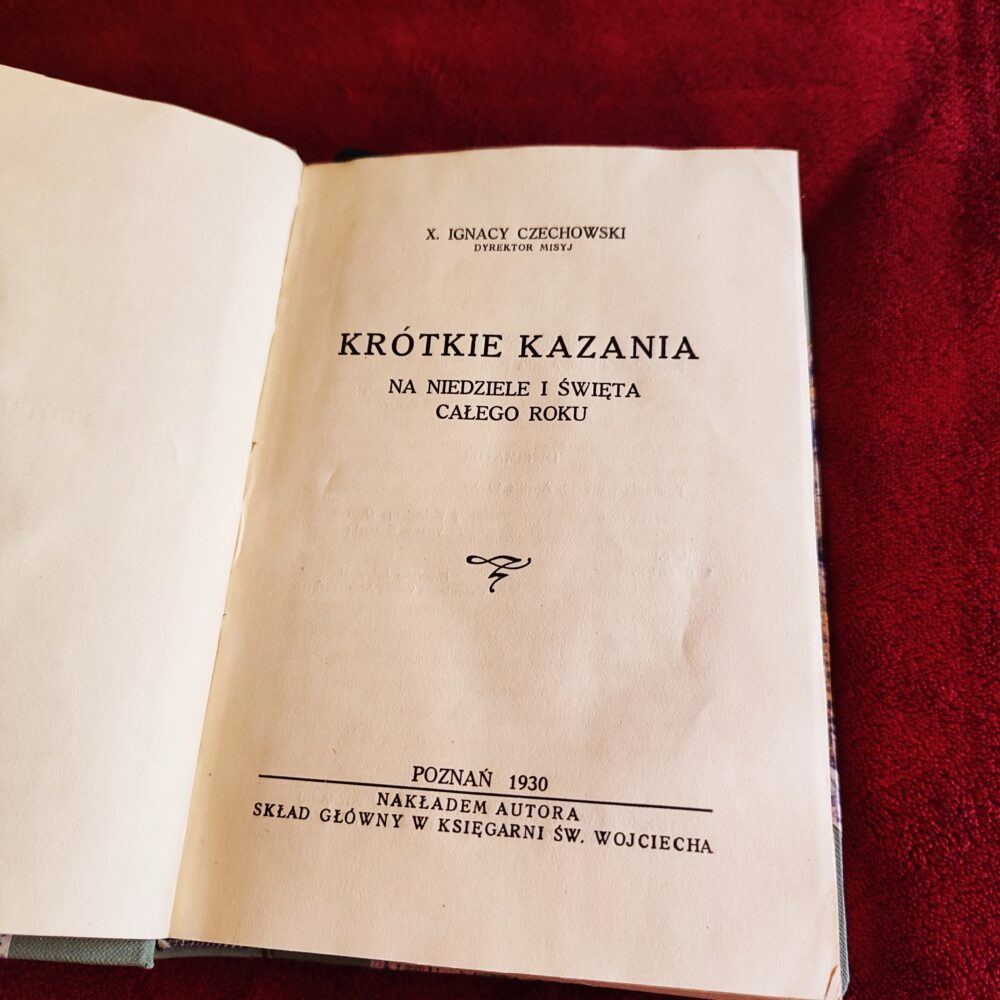 X. IGNACY CZECHOWSKI
DYREKTOR MISYJ
KRÓTKIE KAZANIA
NA NIEDZIELE I ŚWIĘTA
CAŁEGO ROKU
POZNAŃ 1930
NAKŁADEM AUTORA
SKŁAD GŁÓWNY W KSIĘGARNI ŚW. WOJCIECHA